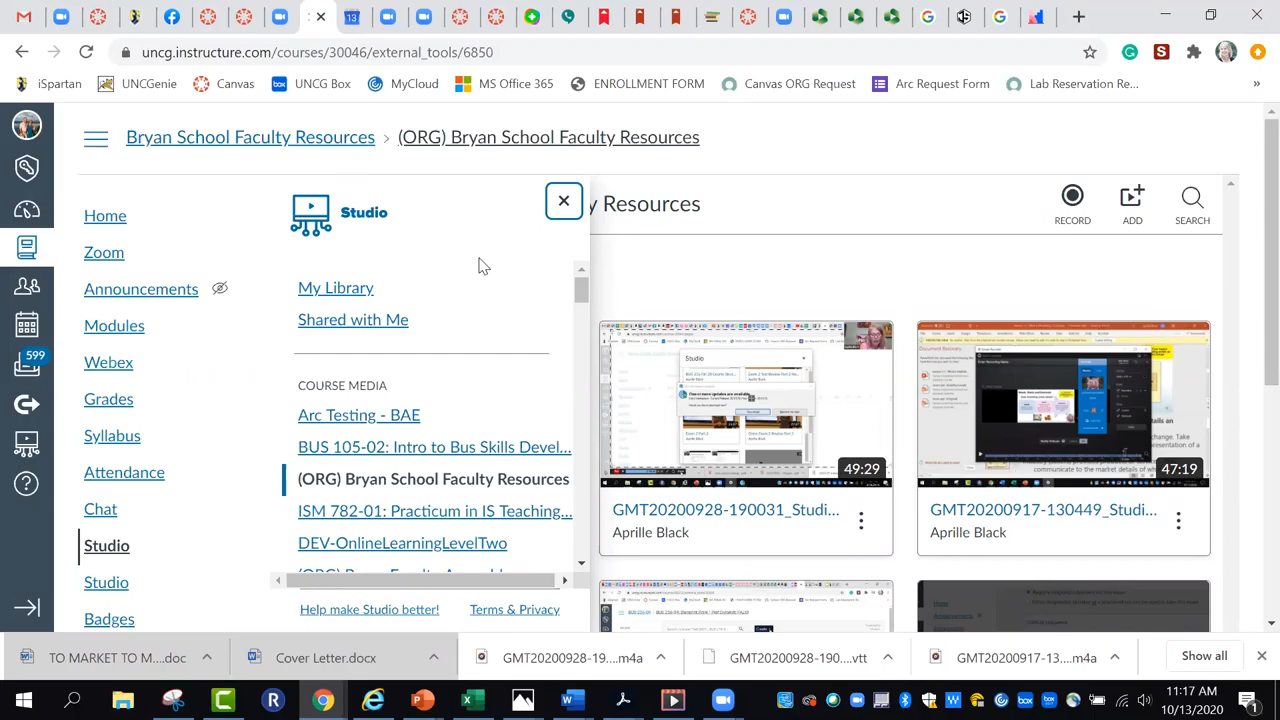 13
uncg.instructure.com/courses/30046/external_tools/6850
iSpartan
UNCGenie
Canvas
UNCG Box
MyCloud
MS Office 365
ENROLLMENT FORM
Canvas ORG Request
Arc Request Form
Lab Reservation Re...
»
Bryan School Faculty Resources > (ORG) Bryan School Faculty Resources
Studio
y Resources
RECORD
ADD
SEARCH
Home
Zoom
Announcements
Modules
Webex
Grades
Syllabus
Attendance
Chat
Studio
Studio
Badges
599
My Library
Shared with Me
COURSE MEDIA
Arc Testing - BAE
BUS 105-02: Intro to Bus Skills Devel...
(ORG) Bryan School Faculty Resources
ISM 782-01: Practicum in IS Teaching...
DEV-OnlineLearningLevelTwo
Help make Studio better!
Terms & Privacy
Studio
49:29
GMT20200928-190031_Studi...
Aprille Black
47:19
GMT20200917-130449_Studi...
Aprille Black
TO MARKET TO M....doc
Cover Letter.docx
GMT20200928-19....m4a
GMT20200928-190....vtt
GMT20200917-13....m4a
Show all
11:17 AM
10/13/2020
1